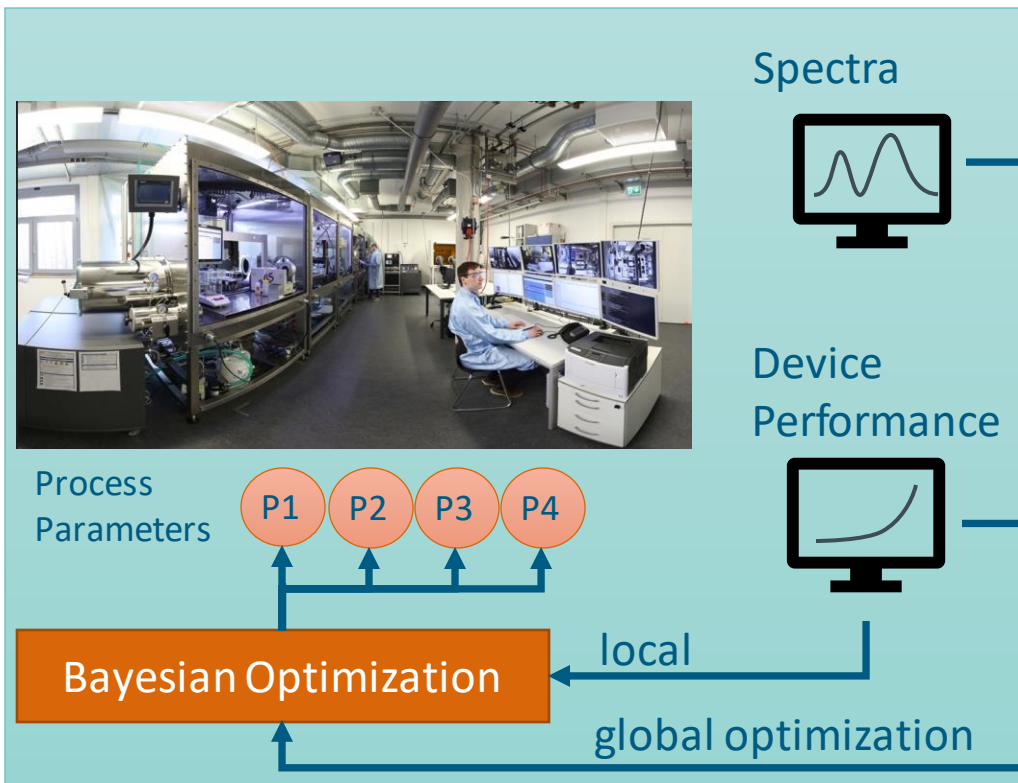 Spectra
Device
Performance
Process
Parameters
P1 P2 P3 P4
Bayesian Optimization
local
global optimization